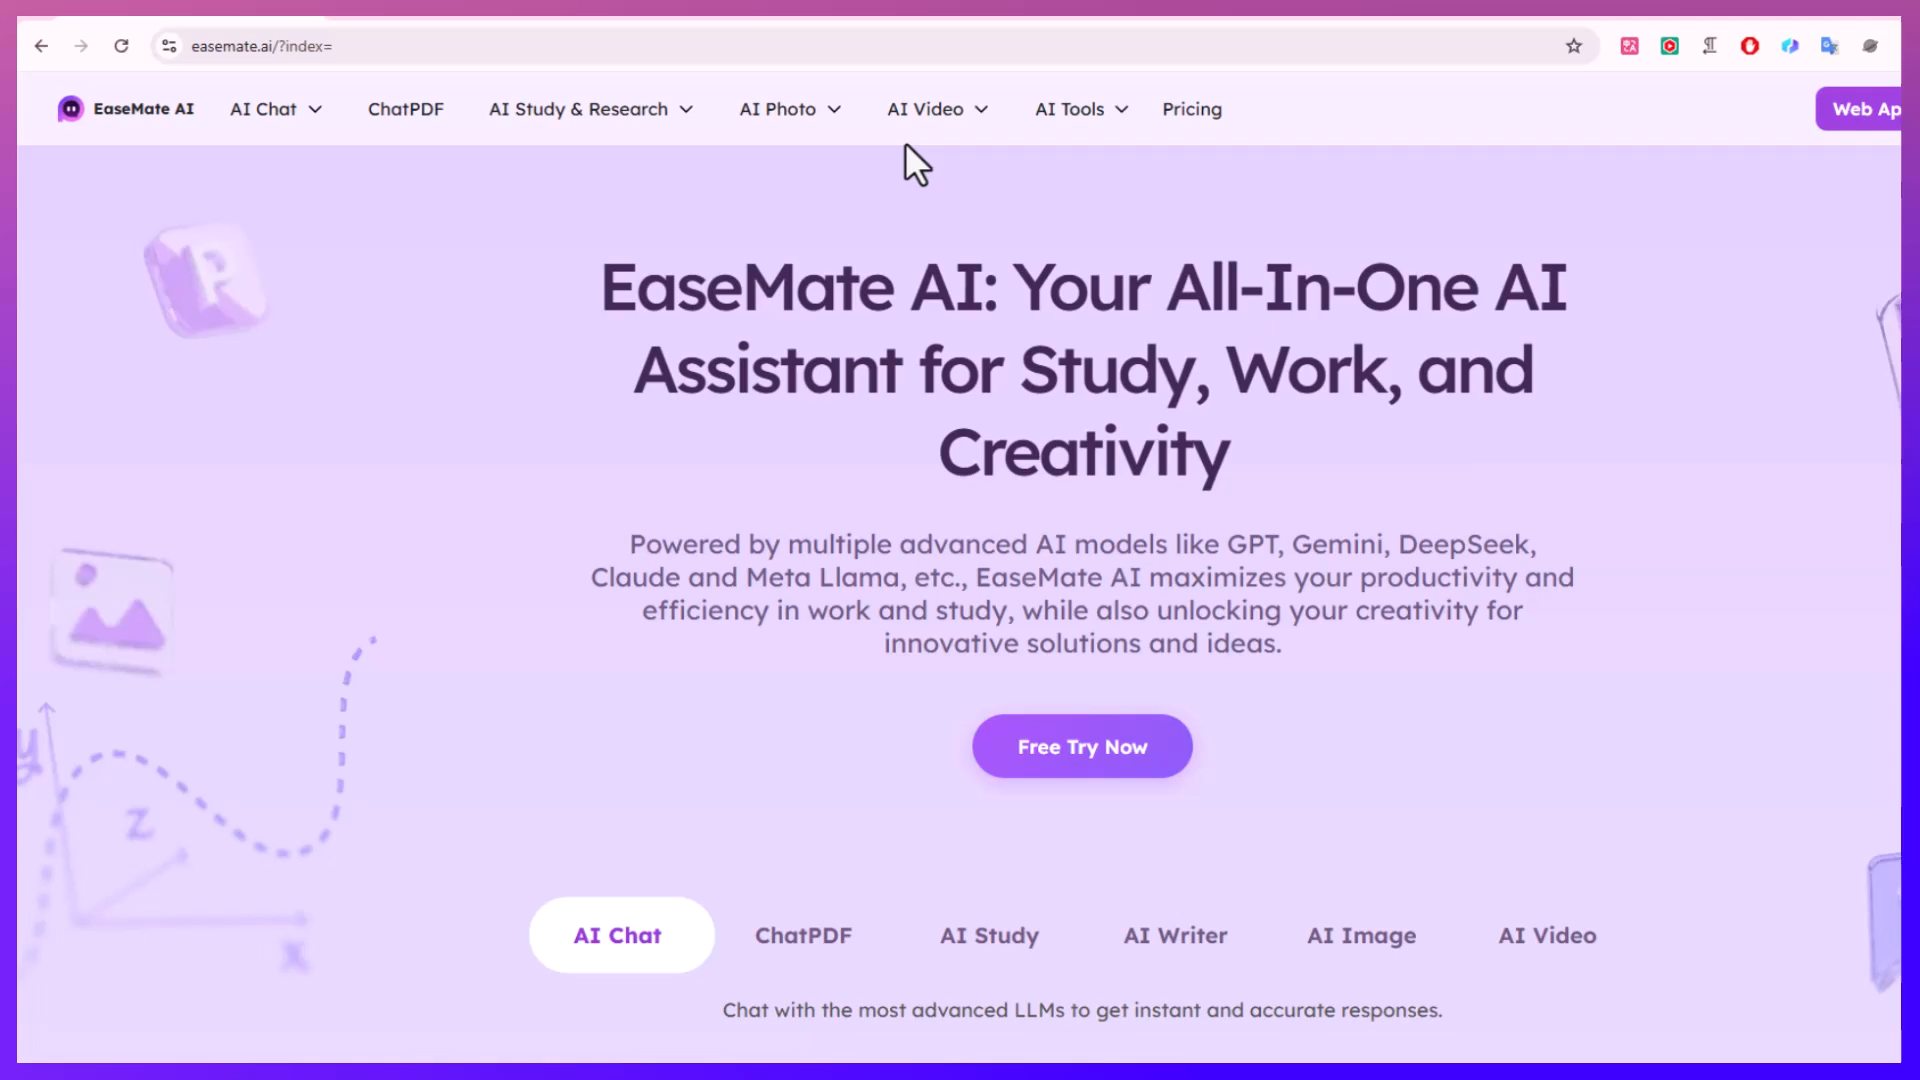 easemate.ai/?index=
EaseMate AI
AI Chat
ChatPDF
AI Study & Research
AI Photo
AI Video
AI Tools
Pricing
Web Ap
P
EaseMate AI: Your All-In-One AI
Assistant for Study, Work, and
Creativity
Powered by multiple advanced AI models like GPT, Gemini, DeepSeek,
Claude and Meta Llama, etc., EaseMate AI maximizes your productivity and
efficiency in work and study, while also unlocking your creativity for
innovative solutions and ideas.
Free Try Now
y
z
x
AI Chat
ChatPDF
AI Study
AI Writer
AI Image
AI Video
Chat with the most advanced LLMs to get instant and accurate responses.